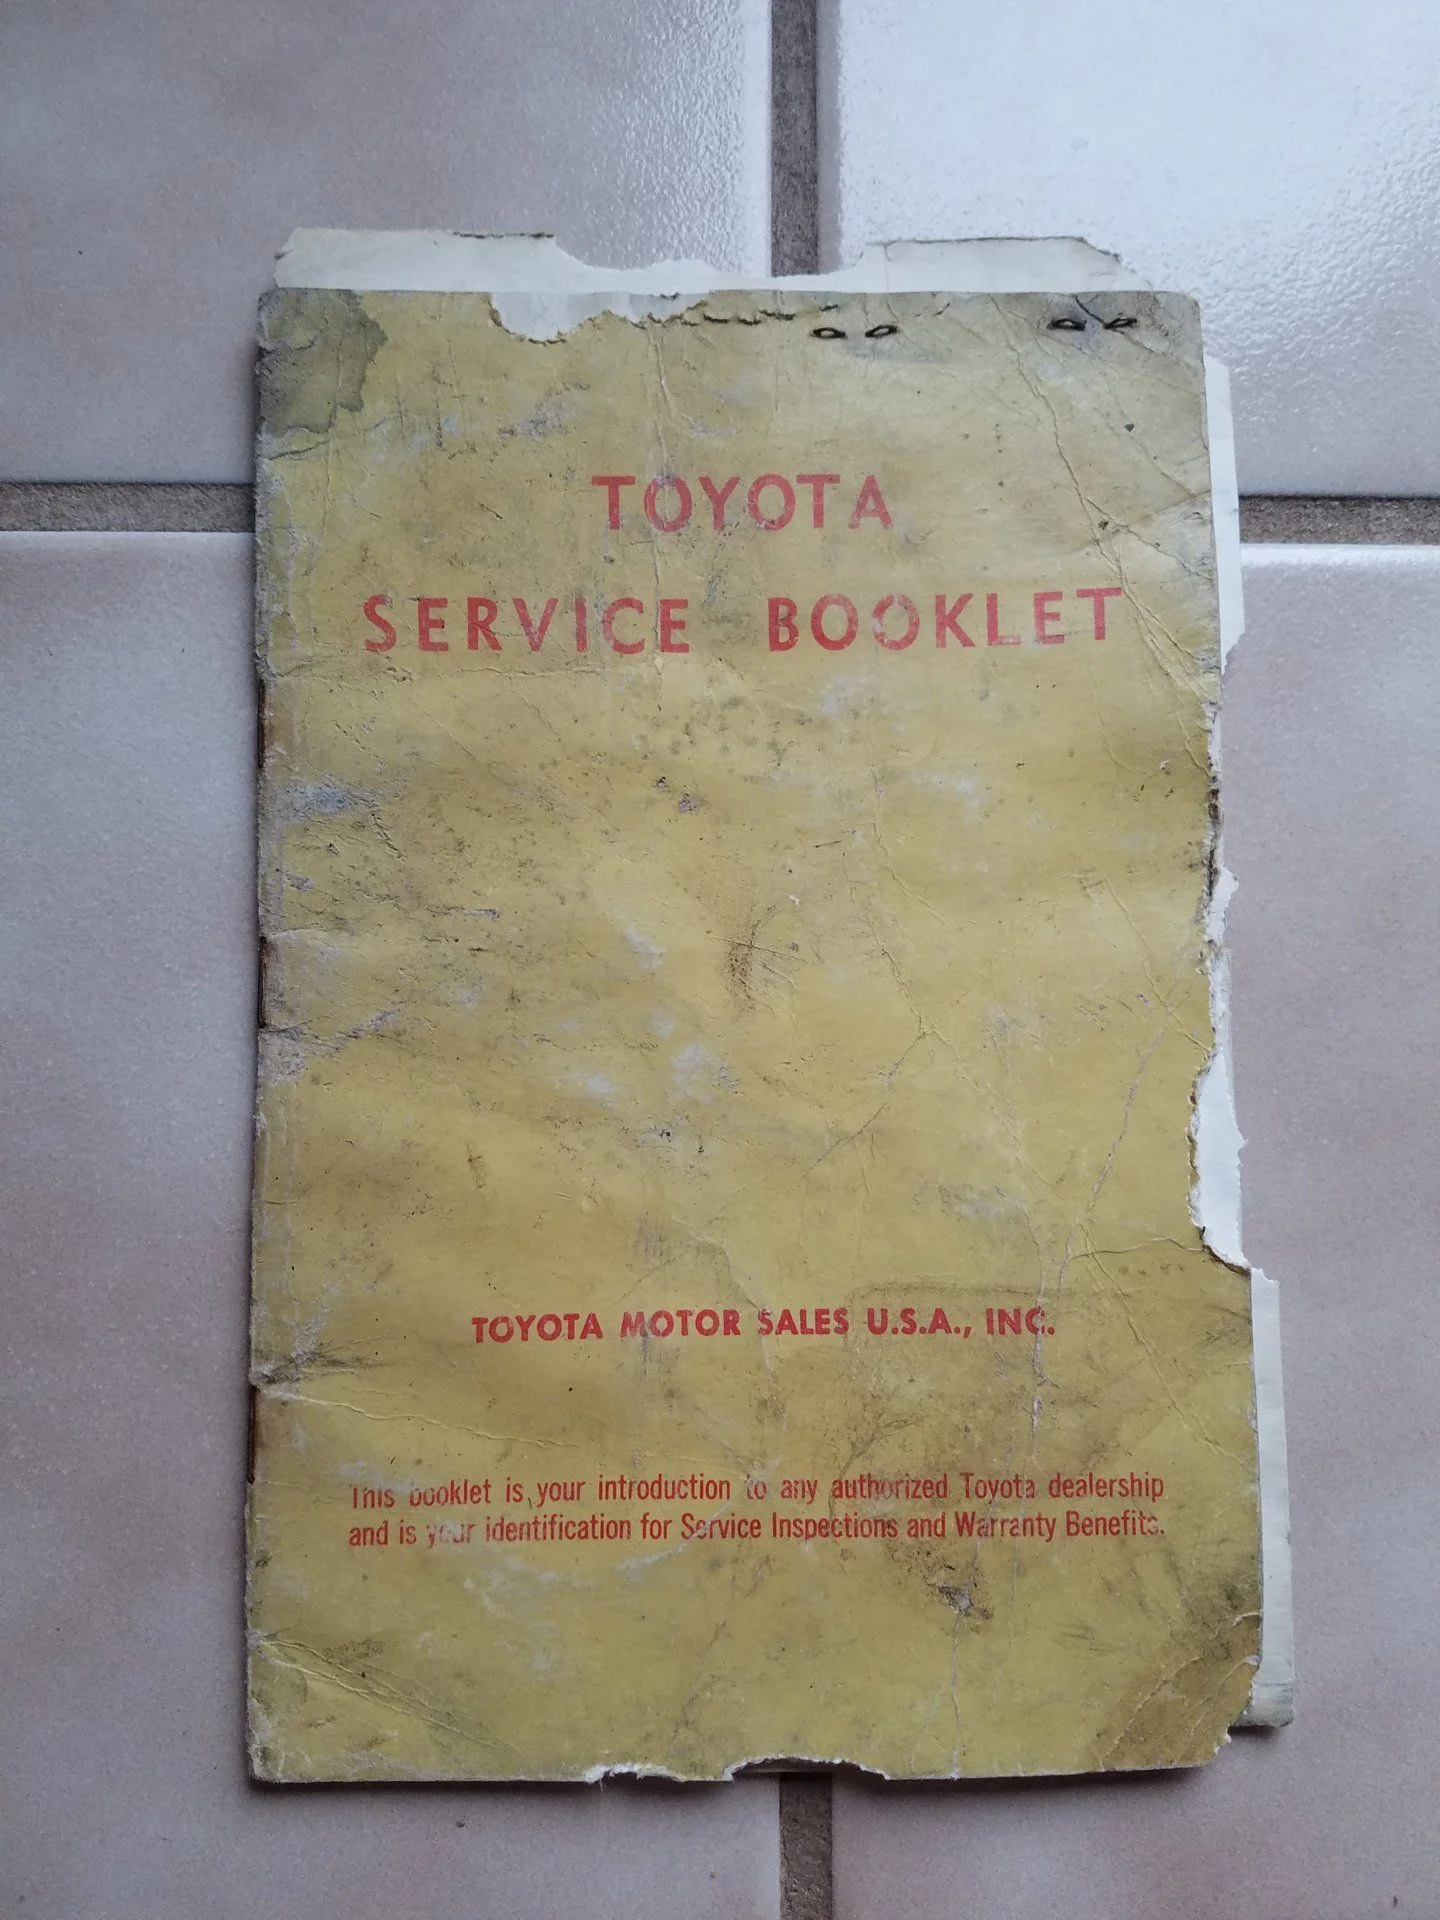 TOYOTA
SERVICE BOOKLET
TOYOTA MOTOR SALES U.S.A., INC.
This booklet is your introduction to any authorized Toyota dealership
and is your identification for Service Inspections and Warranty Benefits.